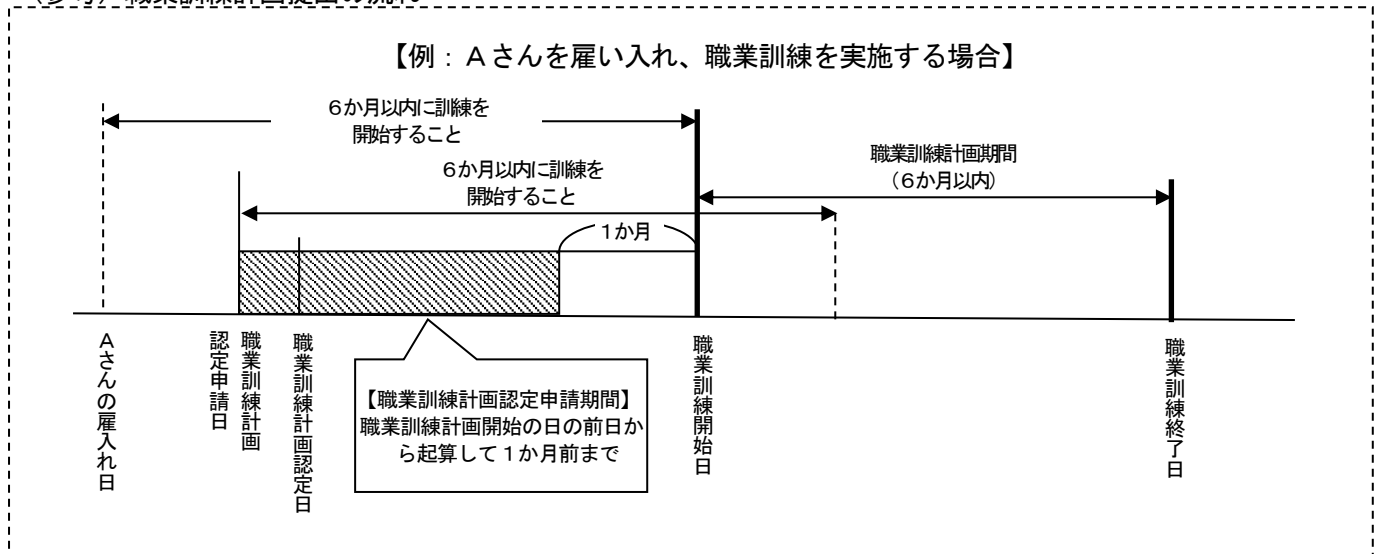 （参考）職業訓練計画提出の流れ
【例：Ａさんを雇い入れ、職業訓練を実施する場合】
６か月以内に訓練を
開始すること
職業訓練計画期間
（６か月以内）
６か月以内に訓練を
開始すること
１か月
Ａさんの雇入れ日
職業訓練計画
認定申請日
職業訓練計画認定日
【職業訓練計画認定申請期間】
職業訓練計画開始の日の前日か
ら起算して１か月前まで
職業訓練開始日
職業訓練終了日